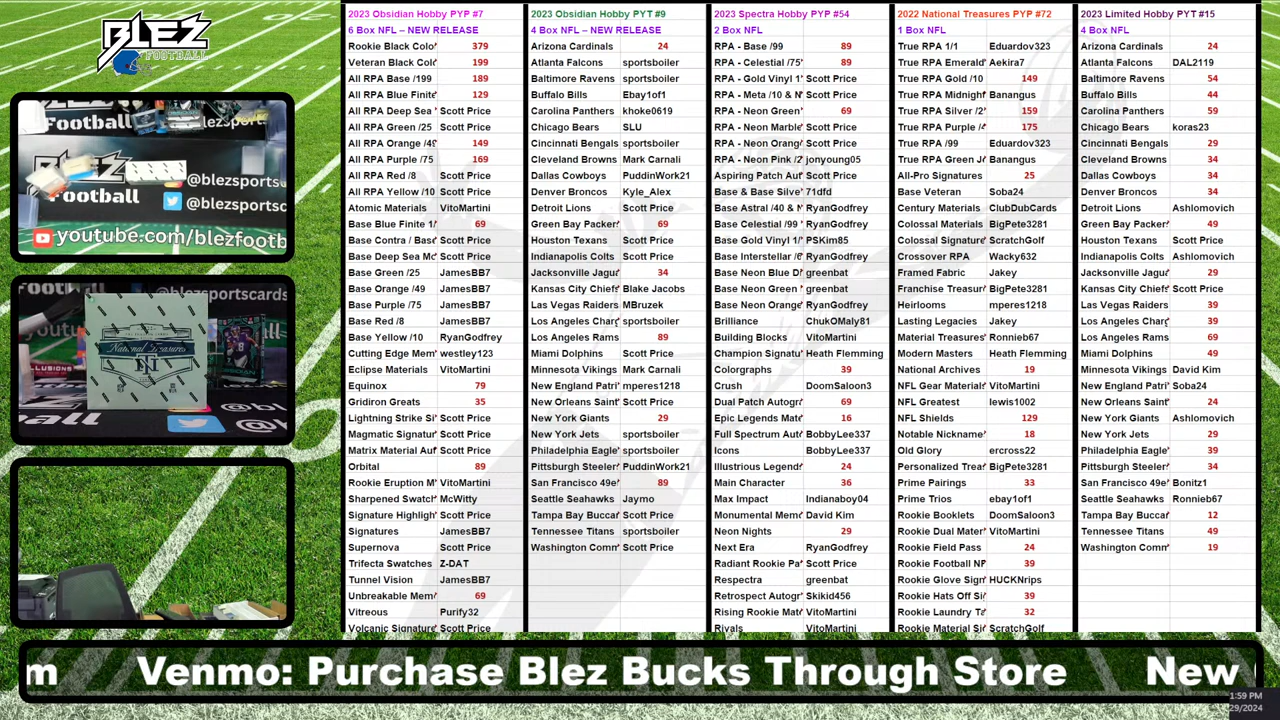 BLEZ
FOOTBALL
Football
@blezsports
Football
@blezsports
youtube.com/blezfootb
@blezsportscards
National Treasures
NT
ILLUSIONS
2023 Obsidian Hobby PYP #7
6 Box NFL – NEW RELEASE
Rookie Black Colo 379
Veteran Black Col 199
All RPA Base /199 189
All RPA Blue Finite 129
All RPA Deep Sea Scott Price
All RPA Green /25 Scott Price
All RPA Orange /49 149
All RPA Purple /75 169
All RPA Red /8 Scott Price
All RPA Yellow /10 Scott Price
Atomic Materials VitoMartini
Base Blue Finite 1/ 69
Base Contra / Base Scott Price
Base Deep Sea Mo Scott Price
Base Green /25 JamesBB7
Base Orange /49 JamesBB7
Base Purple /75 JamesBB7
Base Red /8 JamesBB7
Base Yellow /10 RyanGodfrey
Cutting Edge Mem westley123
Eclipse Materials VitoMartini
Equinox 79
Gridiron Greats 35
Lightning Strike Si Scott Price
Magmatic Signatur Scott Price
Matrix Material Aut Scott Price
Orbital 89
Rookie Eruption M VitoMartini
Sharpened Swatch McWitty
Signature Highligh Scott Price
Signatures JamesBB7
Supernova Scott Price
Trifecta Swatches Z-DAT
Tunnel Vision JamesBB7
Unbreakable Mem 69
Vitreous Purify32
Volcanic Signature Scott Price
2023 Obsidian Hobby PYT #9
4 Box NFL – NEW RELEASE
Arizona Cardinals 24
Atlanta Falcons sportsboiler
Baltimore Ravens sportsboiler
Buffalo Bills Ebay1of1
Carolina Panthers khoke0619
Chicago Bears SLU
Cincinnati Bengals sportsboiler
Cleveland Browns Mark Carnali
Dallas Cowboys PuddinWork21
Denver Broncos Kyle_Alex
Detroit Lions Scott Price
Green Bay Packer 69
Houston Texans Scott Price
Indianapolis Colts Scott Price
Jacksonville Jagu 34
Kansas City Chiefs Blake Jacobs
Las Vegas Raiders MBruzek
Los Angeles Charg sportsboiler
Los Angeles Rams 89
Miami Dolphins Scott Price
Minnesota Vikings Mark Carnali
New England Patri mperes1218
New Orleans Saint Scott Price
New York Giants 29
New York Jets sportsboiler
Philadelphia Eagle sportsboiler
Pittsburgh Steeler PuddinWork21
San Francisco 49e 89
Seattle Seahawks Jaymo
Tampa Bay Bucca Scott Price
Tennessee Titans sportsboiler
Washington Comm Scott Price
2023 Spectra Hobby PYP #54
2 Box NFL
RPA - Base /99 89
RPA - Celestial /75 89
RPA - Gold Vinyl 1 Scott Price
RPA - Meta /10 & N Scott Price
RPA - Neon Green 69
RPA - Neon Marble Scott Price
RPA - Neon Orang Scott Price
RPA - Neon Pink /2 jonyoung05
Aspiring Patch Aut Scott Price
Base & Base Silve 71dfd
Base Astral /40 & N RyanGodfrey
Base Celestial /99 RyanGodfrey
Base Gold Vinyl 1/ PSKim85
Base Interstellar /6 RyanGodfrey
Base Neon Blue D greenbat
Base Neon Green greenbat
Base Neon Orange RyanGodfrey
Brilliance ChukOMaly81
Building Blocks VitoMartini
Champion Signatu Heath Flemming
Colorgraphs 39
Crush DoomSaloon3
Dual Patch Autogr 69
Epic Legends Mate 16
Full Spectrum Aut BobbyLee337
Icons BobbyLee337
Illustrious Legend 24
Main Character 36
Max Impact Indianaboy04
Monumental Mem David Kim
Neon Nights 29
Next Era RyanGodfrey
Radiant Rookie Pa Scott Price
Respectra greenbat
Retrospect Autogr Skikid456
Rising Rookie Mat VitoMartini
Rivals VitoMartini
2022 National Treasures PYP #72
1 Box NFL
True RPA 1/1 Eduardov323
True RPA Emerald Aekira7
True RPA Gold /10 149
True RPA Midnigh Banangus
True RPA Silver /2 159
True RPA Purple / 175
True RPA /99 Eduardov323
True RPA Green / Banangus
All-Pro Signatures 25
Base Veteran Soba24
Century Materials ClubDubCards
Colossal Materials BigPete3281
Colossal Signature ScratchGolf
Crossover RPA Wacky632
Framed Fabric Jakey
Franchise Treasur BigPete3281
Heirlooms mperes1218
Lasting Legacies Jakey
Material Treasures Ronnieb67
Modern Masters Heath Flemming
National Archives 19
NFL Gear Material VitoMartini
NFL Greatest lewis1002
NFL Shields 129
Notable Nickname 18
Old Glory ercross22
Personalized Trea BigPete3281
Prime Pairings 33
Prime Trios ebay1of1
Rookie Booklets DoomSaloon3
Rookie Dual Mater VitoMartini
Rookie Field Pass 24
Rookie Football NF 39
Rookie Glove Sign HUCKNrips
Rookie Hats Off Si 39
Rookie Laundry Ta 32
Rookie Material Si ScratchGolf
2023 Limited Hobby PYT #15
4 Box NFL
Arizona Cardinals 24
Atlanta Falcons DAL2119
Baltimore Ravens 54
Buffalo Bills 44
Carolina Panthers 59
Chicago Bears koras23
Cincinnati Bengals 29
Cleveland Browns 34
Dallas Cowboys 34
Denver Broncos 34
Detroit Lions Ashlomovich
Green Bay Packer 49
Houston Texans Scott Price
Indianapolis Colts Scott Price
Jacksonville Jagu 29
Kansas City Chiefs Scott Price
Las Vegas Raiders 39
Los Angeles Charg 39
Los Angeles Rams 69
Miami Dolphins 49
Minnesota Vikings David Kim
New England Patri Soba24
New Orleans Saint 24
New York Giants Ashlomovich
New York Jets 29
Philadelphia Eagle 39
Pittsburgh Steeler 34
San Francisco 49e Bonitz1
Seattle Seahawks Ronnieb67
Tampa Bay Bucca 12
Tennessee Titans 49
Washington Comm 19
m Venmo: Purchase Blez Bucks Through Store New
1:59 PM
29/2024